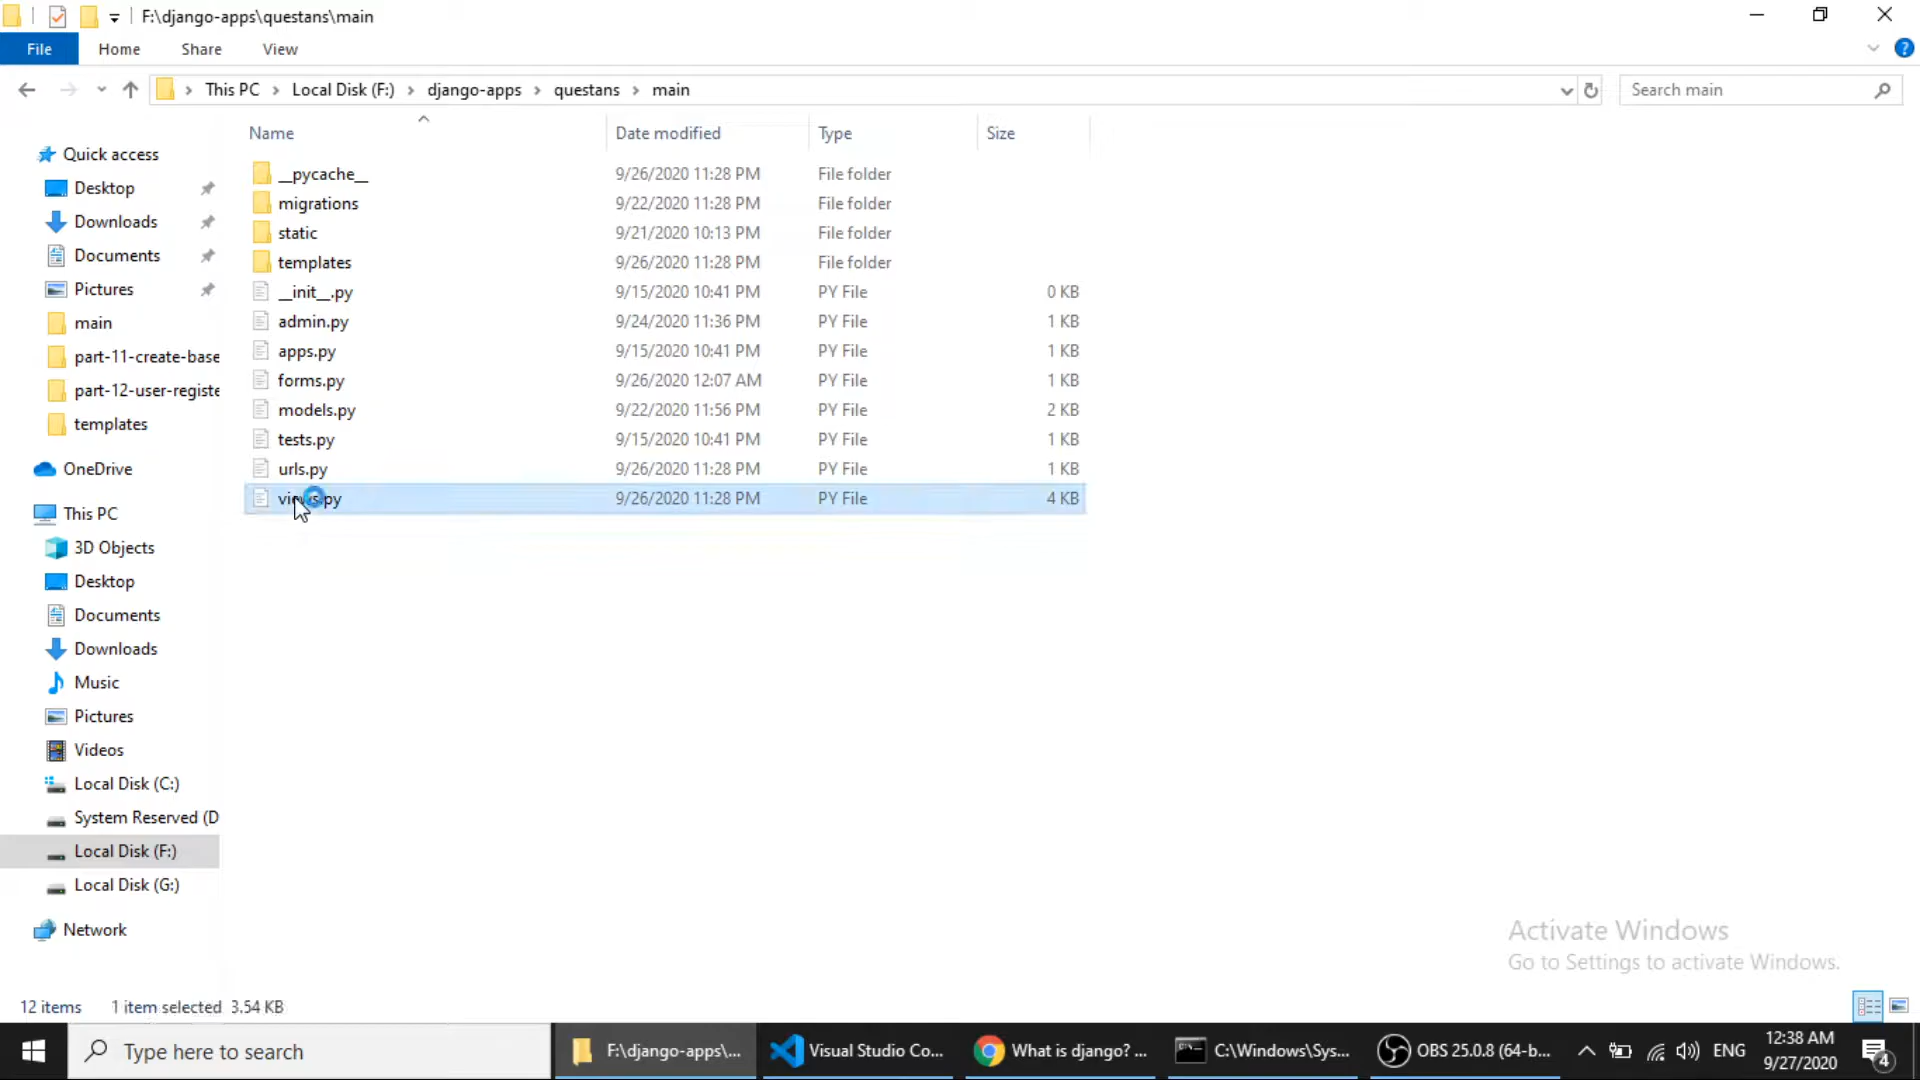 F:\django-apps\questans\main
File Home Share View
This PC Local Disk (F:) django-apps questans main Search main
Name Date modified Type Size
Quick access
Desktop
Downloads
Documents
Pictures
main
part-11-create-base
part-12-user-registe
templates
OneDrive
This PC
3D Objects
Desktop
Documents
Downloads
Music
Pictures
Videos
Local Disk (C:)
System Reserved (D
Local Disk (F:)
Local Disk (G:)
Network
__pycache__ 9/26/2020 11:28 PM File folder
migrations 9/22/2020 11:28 PM File folder
static 9/21/2020 10:13 PM File folder
templates 9/26/2020 11:28 PM File folder
__init__.py 9/15/2020 10:41 PM PY File 0 KB
admin.py 9/24/2020 11:36 PM PY File 1 KB
apps.py 9/15/2020 10:41 PM PY File 1 KB
forms.py 9/26/2020 12:07 AM PY File 1 KB
models.py 9/22/2020 11:56 PM PY File 2 KB
tests.py 9/15/2020 10:41 PM PY File 1 KB
urls.py 9/26/2020 11:28 PM PY File 1 KB
views.py 9/26/2020 11:28 PM PY File 4 KB
Activate Windows
Go to Settings to activate Windows.
12 items 1 item selected 3.54 KB
Type here to search
F:\django-apps\...
Visual Studio Co...
What is django? ...
C:\Windows\Sys...
OBS 25.0.8 (64-b...
ENG
12:38 AM
9/27/2020
4